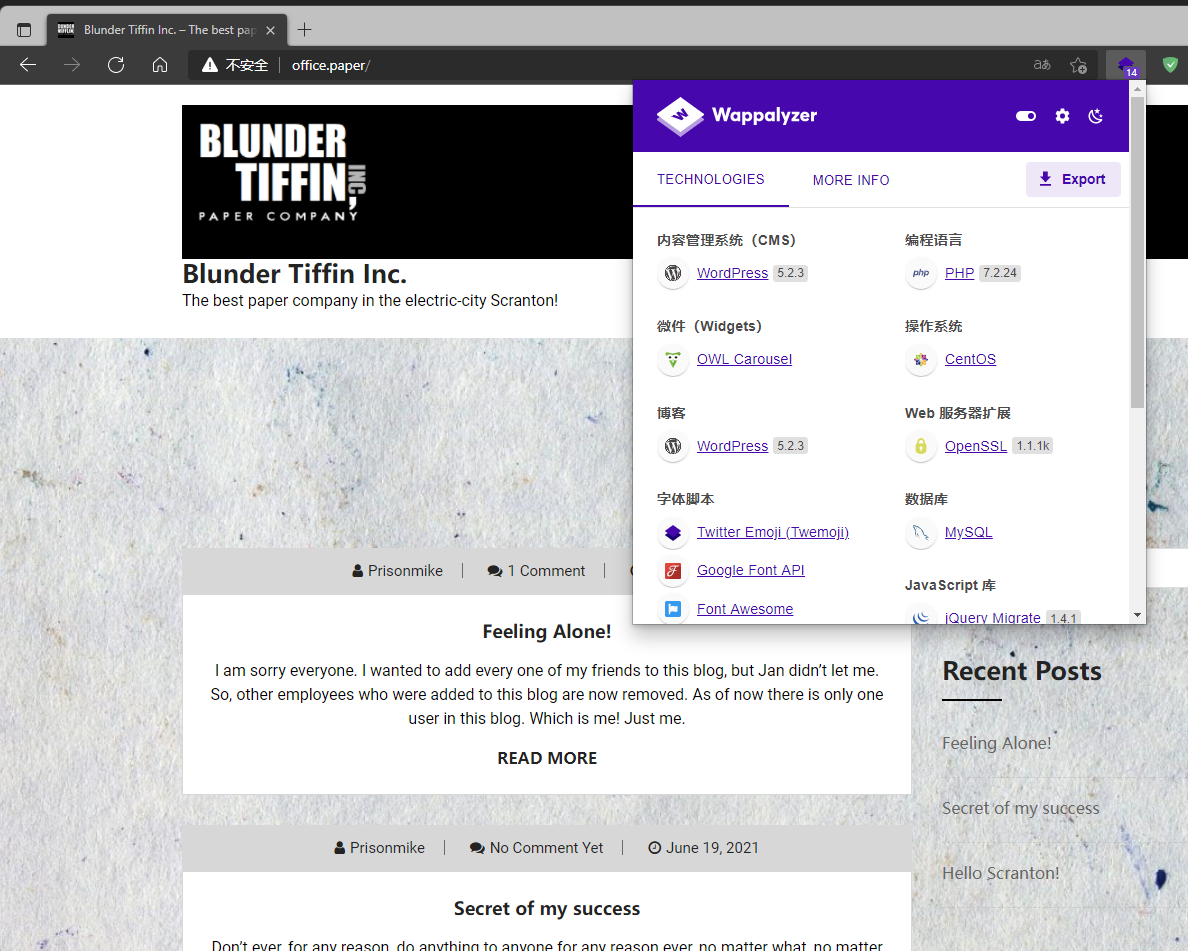 Blunder Tiffin Inc. – The best pap
不安全
office.paper/
aあ
14
BLUNDER
TIFFIN, INC
PAPER COMPANY
Blunder Tiffin Inc.
The best paper company in the electric-city Scranton!
Wappalyzer
TECHNOLOGIES
MORE INFO
Export
内容管理系统（CMS）
WordPress 5.2.3
编程语言
php PHP 7.2.24
微件（Widgets）
OWL Carousel
操作系统
CentOS
博客
WordPress 5.2.3
Web 服务器扩展
OpenSSL 1.1.1k
字体脚本
Twitter Emoji (Twemoji)
Google Font API
Font Awesome
数据库
MySQL
JavaScript 库
jQuery Migrate 1.4.1
Prisonmike
1 Comment
Feeling Alone!
I am sorry everyone. I wanted to add every one of my friends to this blog, but Jan didn’t let me.
So, other employees who were added to this blog are now removed. As of now there is only one
user in this blog. Which is me! Just me.
READ MORE
Prisonmike
No Comment Yet
June 19, 2021
Secret of my success
Don’t ever, for any reason, do anything to anyone for any reason ever, no matter what, no matter
Recent Posts
Feeling Alone!
Secret of my success
Hello Scranton!